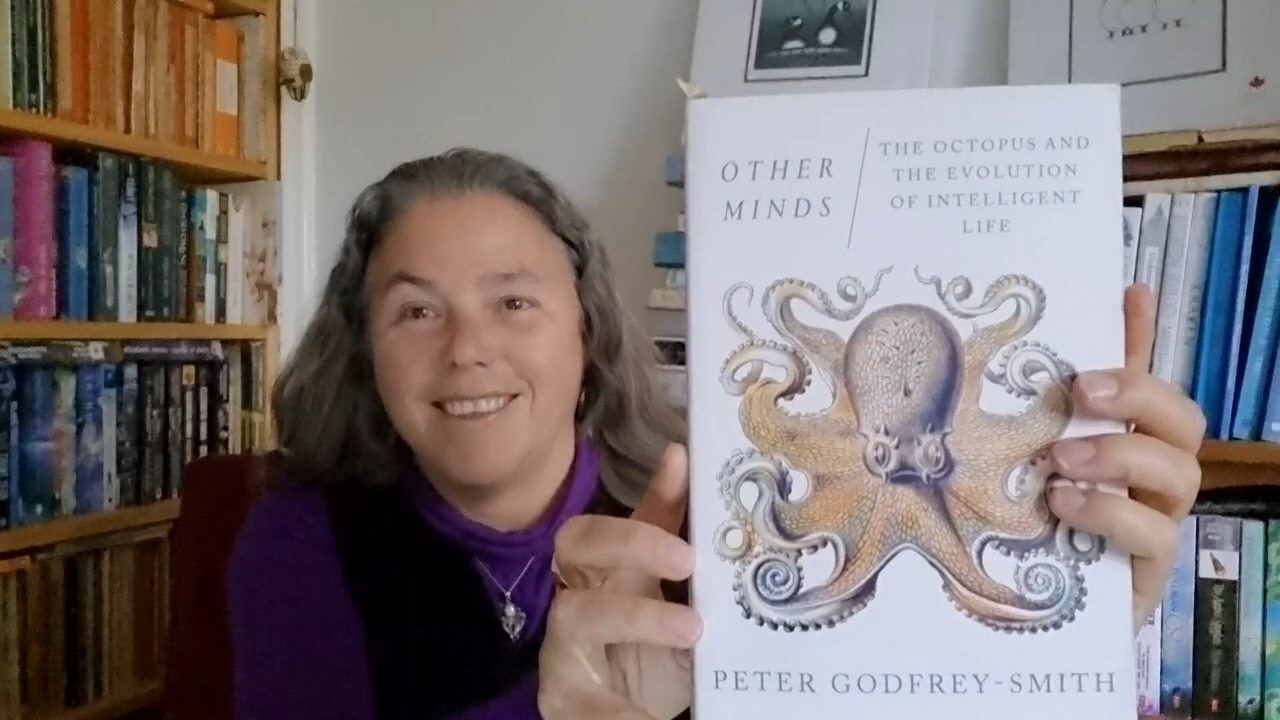 OTHER
MINDS
THE OCTOPUS AND
THE EVOLUTION
OF INTELLIGENT
LIFE
PETER GODFREY-SMITH